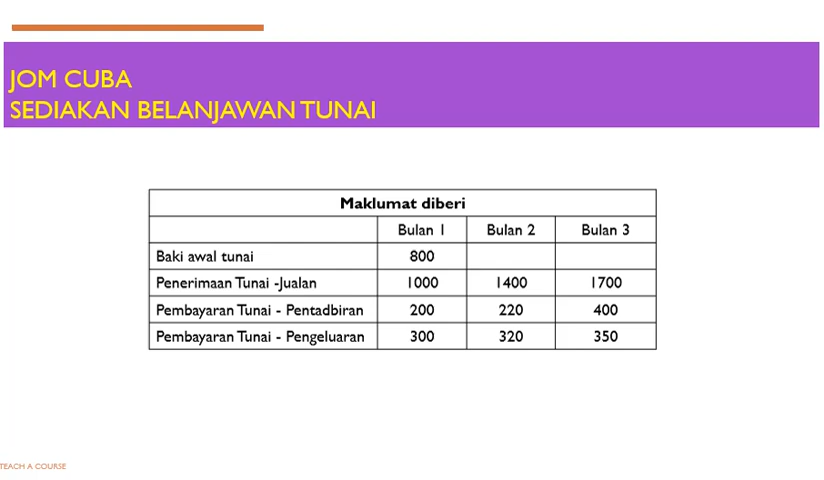 JOM CUBA
SEDIAKAN BELANJAWAN TUNAI
Maklumat diberi
Bulan 1 Bulan 2 Bulan 3
Baki awal tunai 800
Penerimaan Tunai -Jualan 1000 1400 1700
Pembayaran Tunai - Pentadbiran 200 220 400
Pembayaran Tunai - Pengeluaran 300 320 350
TEACH A COURSE